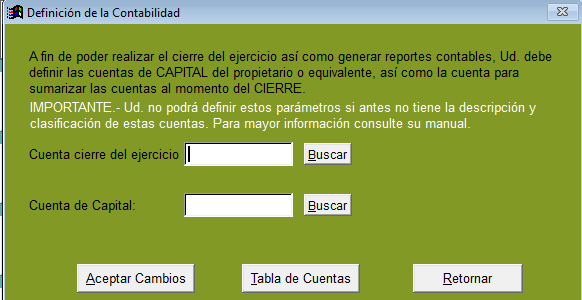 Definición de la Contabilidad
A fin de poder realizar el cierre del ejercicio así como generar reportes contables, Ud. debe
definir las cuentas de CAPITAL del propietario o equivalente, así como la cuenta para
sumarizar las cuentas al momento del CIERRE.
IMPORTANTE.- Ud. no podrá definir estos parámetros si antes no tiene la descripción y
clasificación de estas cuentas. Para mayor información consulte su manual.
Cuenta cierre del ejercicio Buscar
Cuenta de Capital: Buscar
Aceptar Cambios Tabla de Cuentas Retornar